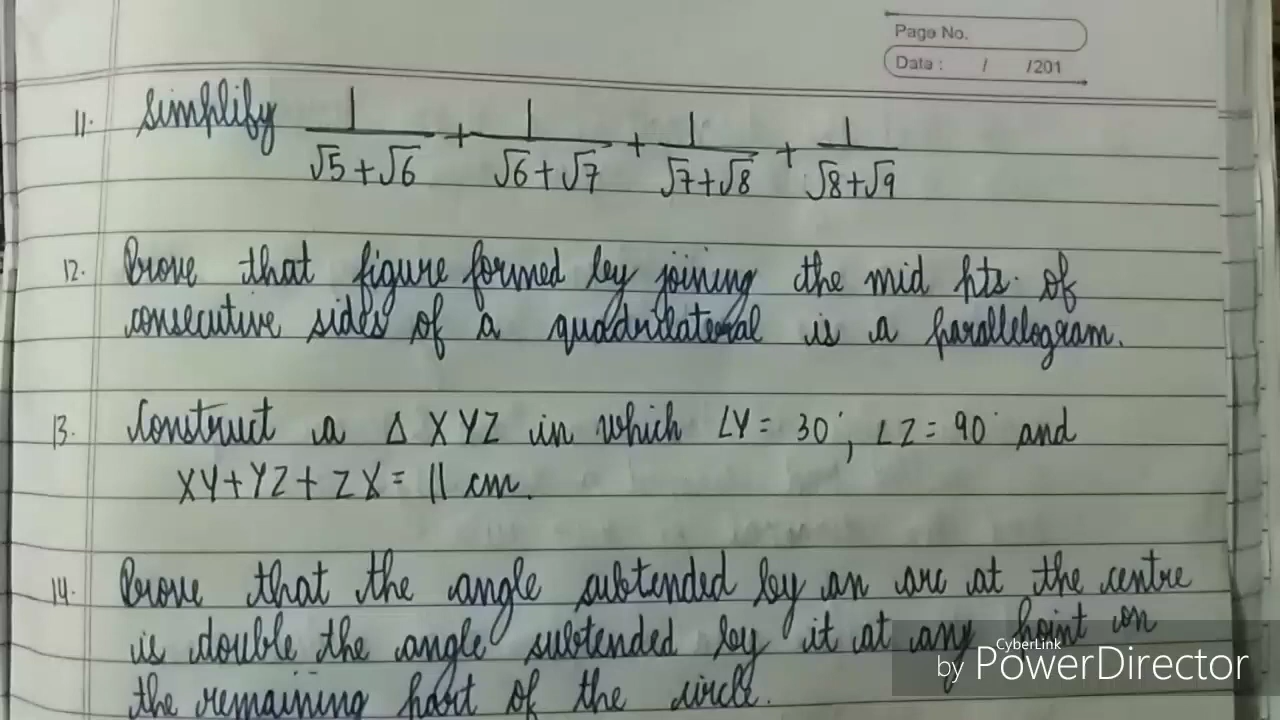 Page No.
Data : / /201
11. Simplify 1/(√5+√6) + 1/(√6+√7) + 1/(√7+√8) + 1/(√8+√9)
12. Prove that figure formed by joining the mid pts. of
consecutive sides of a quadrilateral is a parallelogram.
13. Construct a Δ XYZ in which ∠Y = 30°, ∠Z = 90° and
XY+YZ+ZX = 11 cm.
14. Prove that the angle subtended by an arc at the centre
is double the angle subtended by it at any point on
the remaining part of the circle.
CyberLink
by PowerDirector